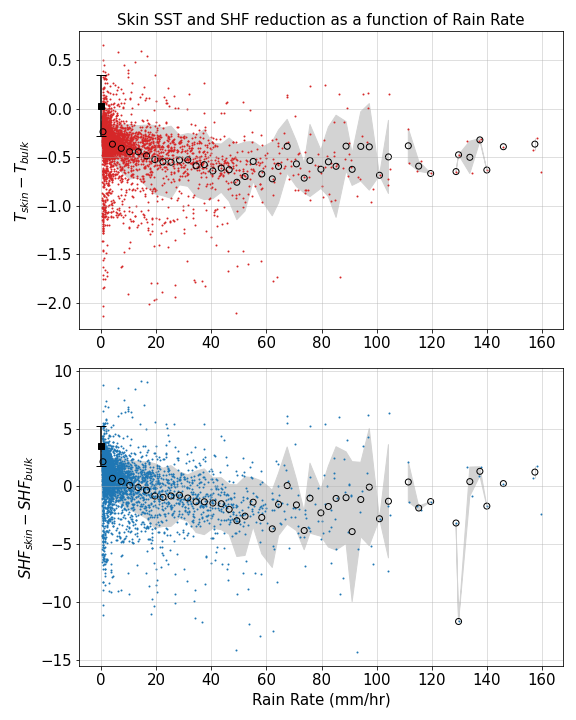 Skin SST and SHF reduction as a function of Rain Rate
0.5
0.0
−0.5
−1.0
−1.5
−2.0
T_skin − T_bulk
0 20 40 60 80 100 120 140 160
10
5
0
−5
−10
−15
SHF_skin − SHF_bulk
0 20 40 60 80 100 120 140 160
Rain Rate (mm/hr)